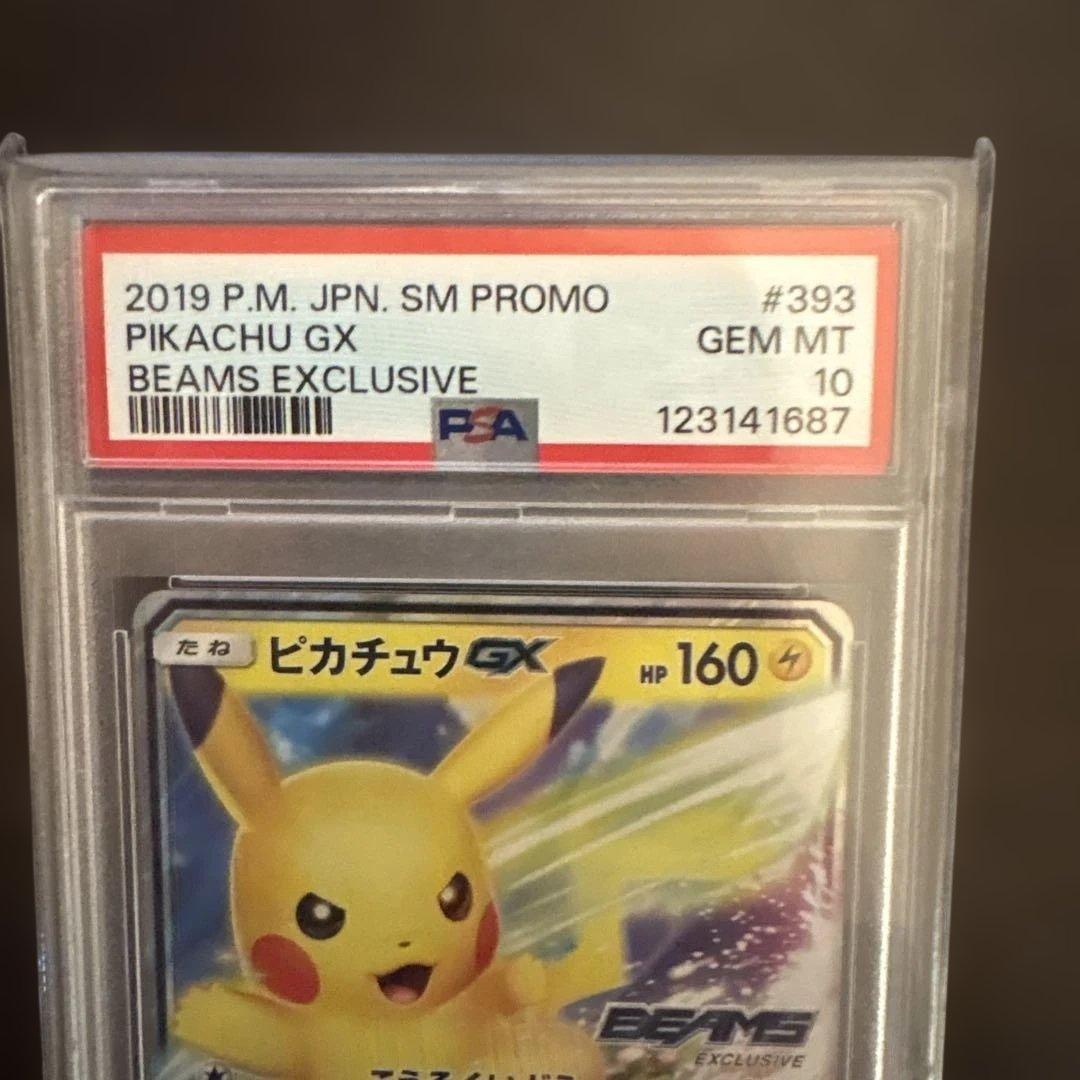 2019 P.M. JPN. SM PROMO #393
PIKACHU GX GEM MT
BEAMS EXCLUSIVE 10
PSA 123141687
たね ピカチュウGX HP 160
BEAMS
EXCLUSIVE